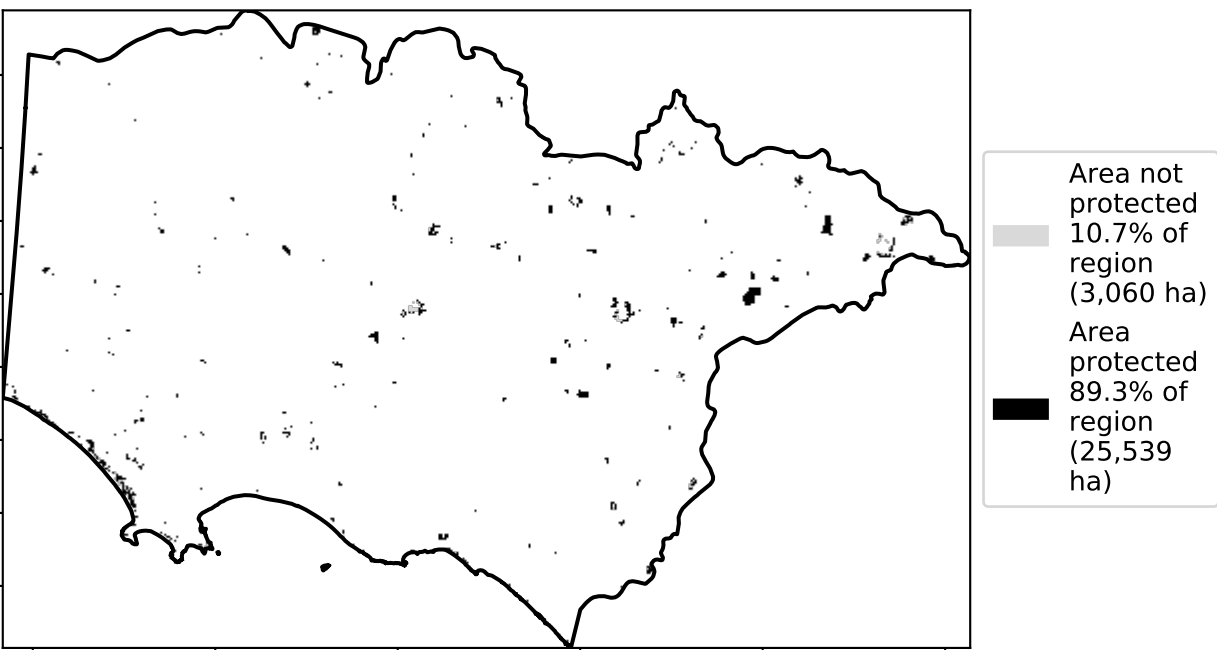 Area not
protected
10.7% of
region
(3,060 ha)
Area
protected
89.3% of
region
(25,539
ha)